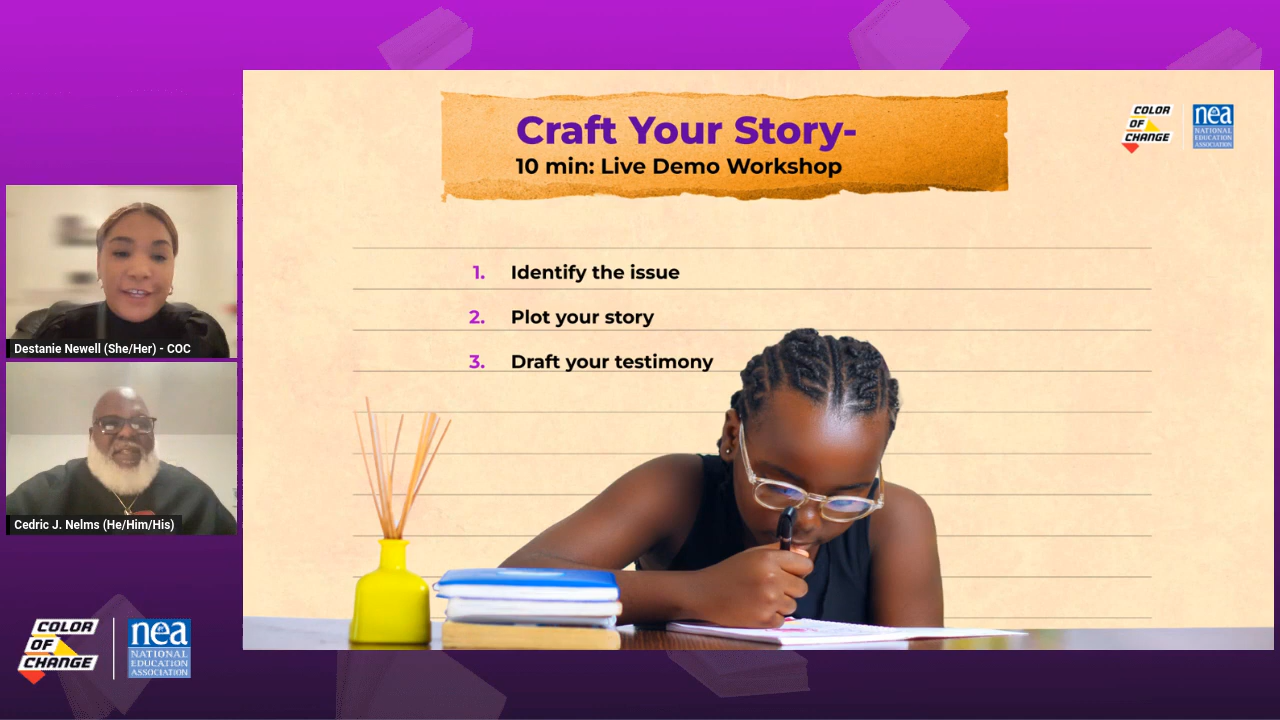 Craft Your Story-
10 min: Live Demo Workshop
COLOR
OF
CHANGE
nea
NATIONAL
EDUCATION
ASSOCIATION
1. Identify the issue
2. Plot your story
3. Draft your testimony
Destanie Newell (She/Her) - COC
Cedric J. Nelms (He/Him/His)
COLOR
OF
CHANGE
nea
NATIONAL
EDUCATION
ASSOCIATION